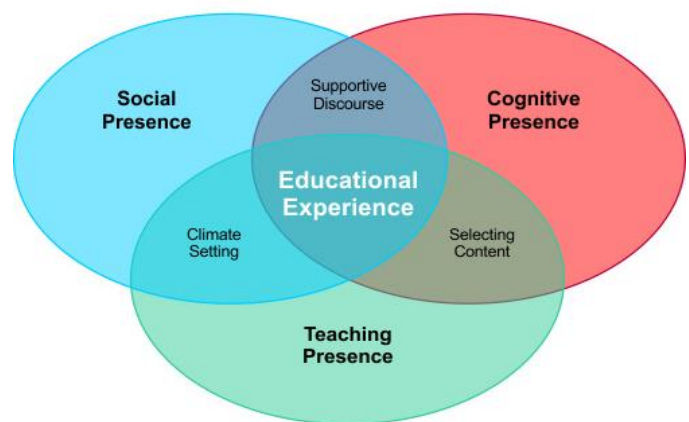 Supportive
Discourse
Social
Presence
Cognitive
Presence
Educational
Experience
Climate
Setting
Selecting
Content
Teaching
Presence